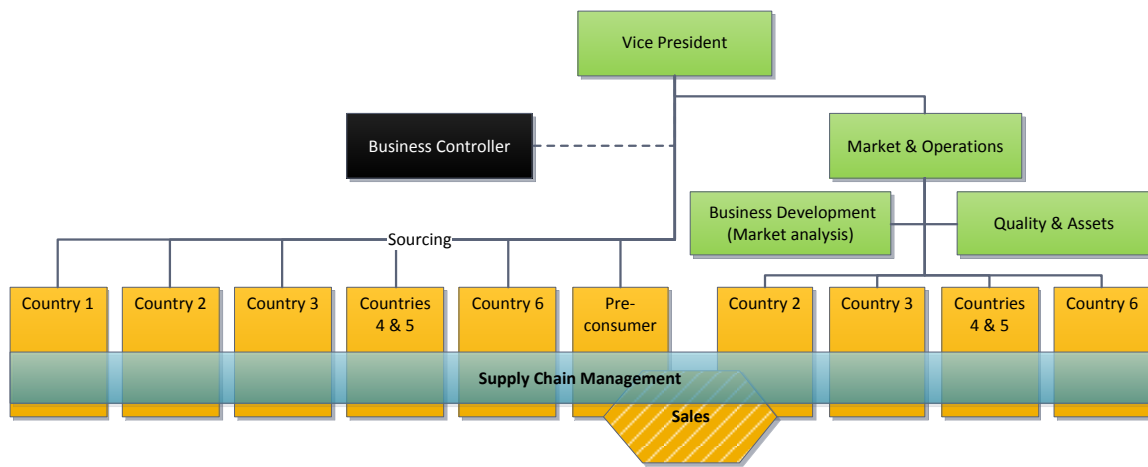 Vice President
Business Controller
Market & Operations
Business Development
(Market analysis)
Quality & Assets
Sourcing
Country 1
Country 2
Country 3
Countries
4 & 5
Country 6
Pre-
consumer
Country 2
Country 3
Countries
4 & 5
Country 6
Supply Chain Management
Sales